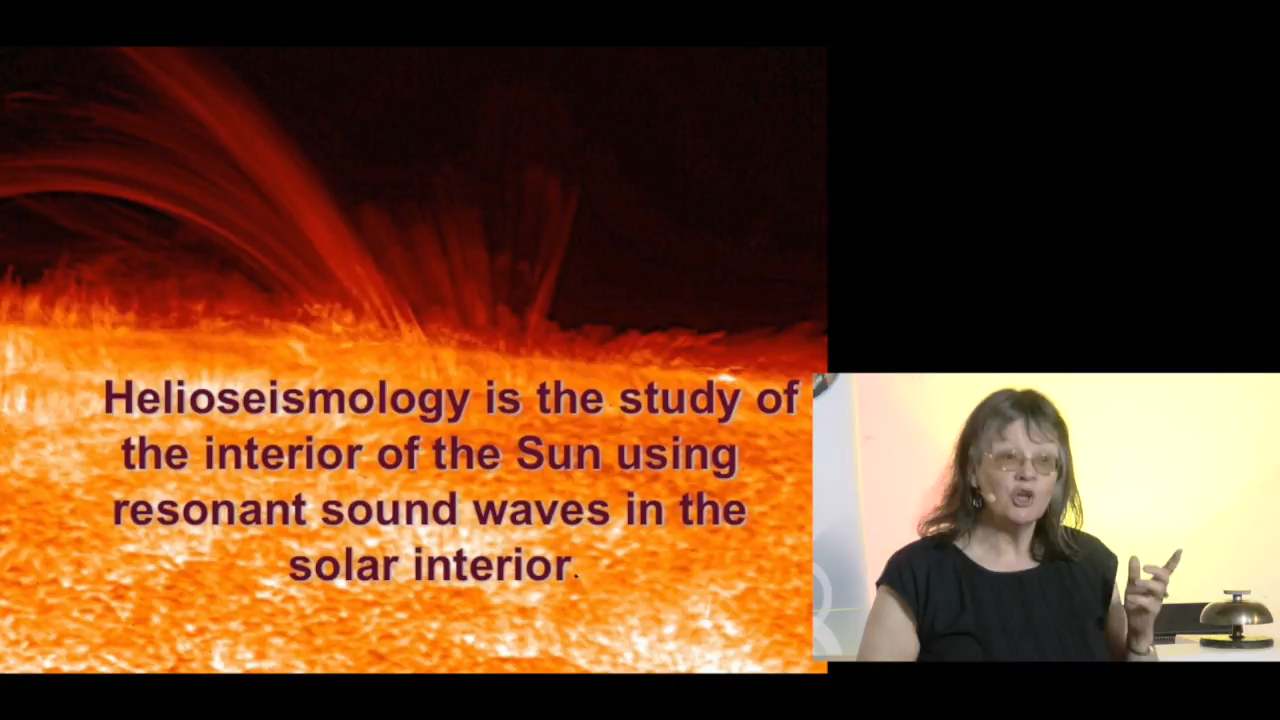 Helioseismology is the study of
the interior of the Sun using
resonant sound waves in the
solar interior.